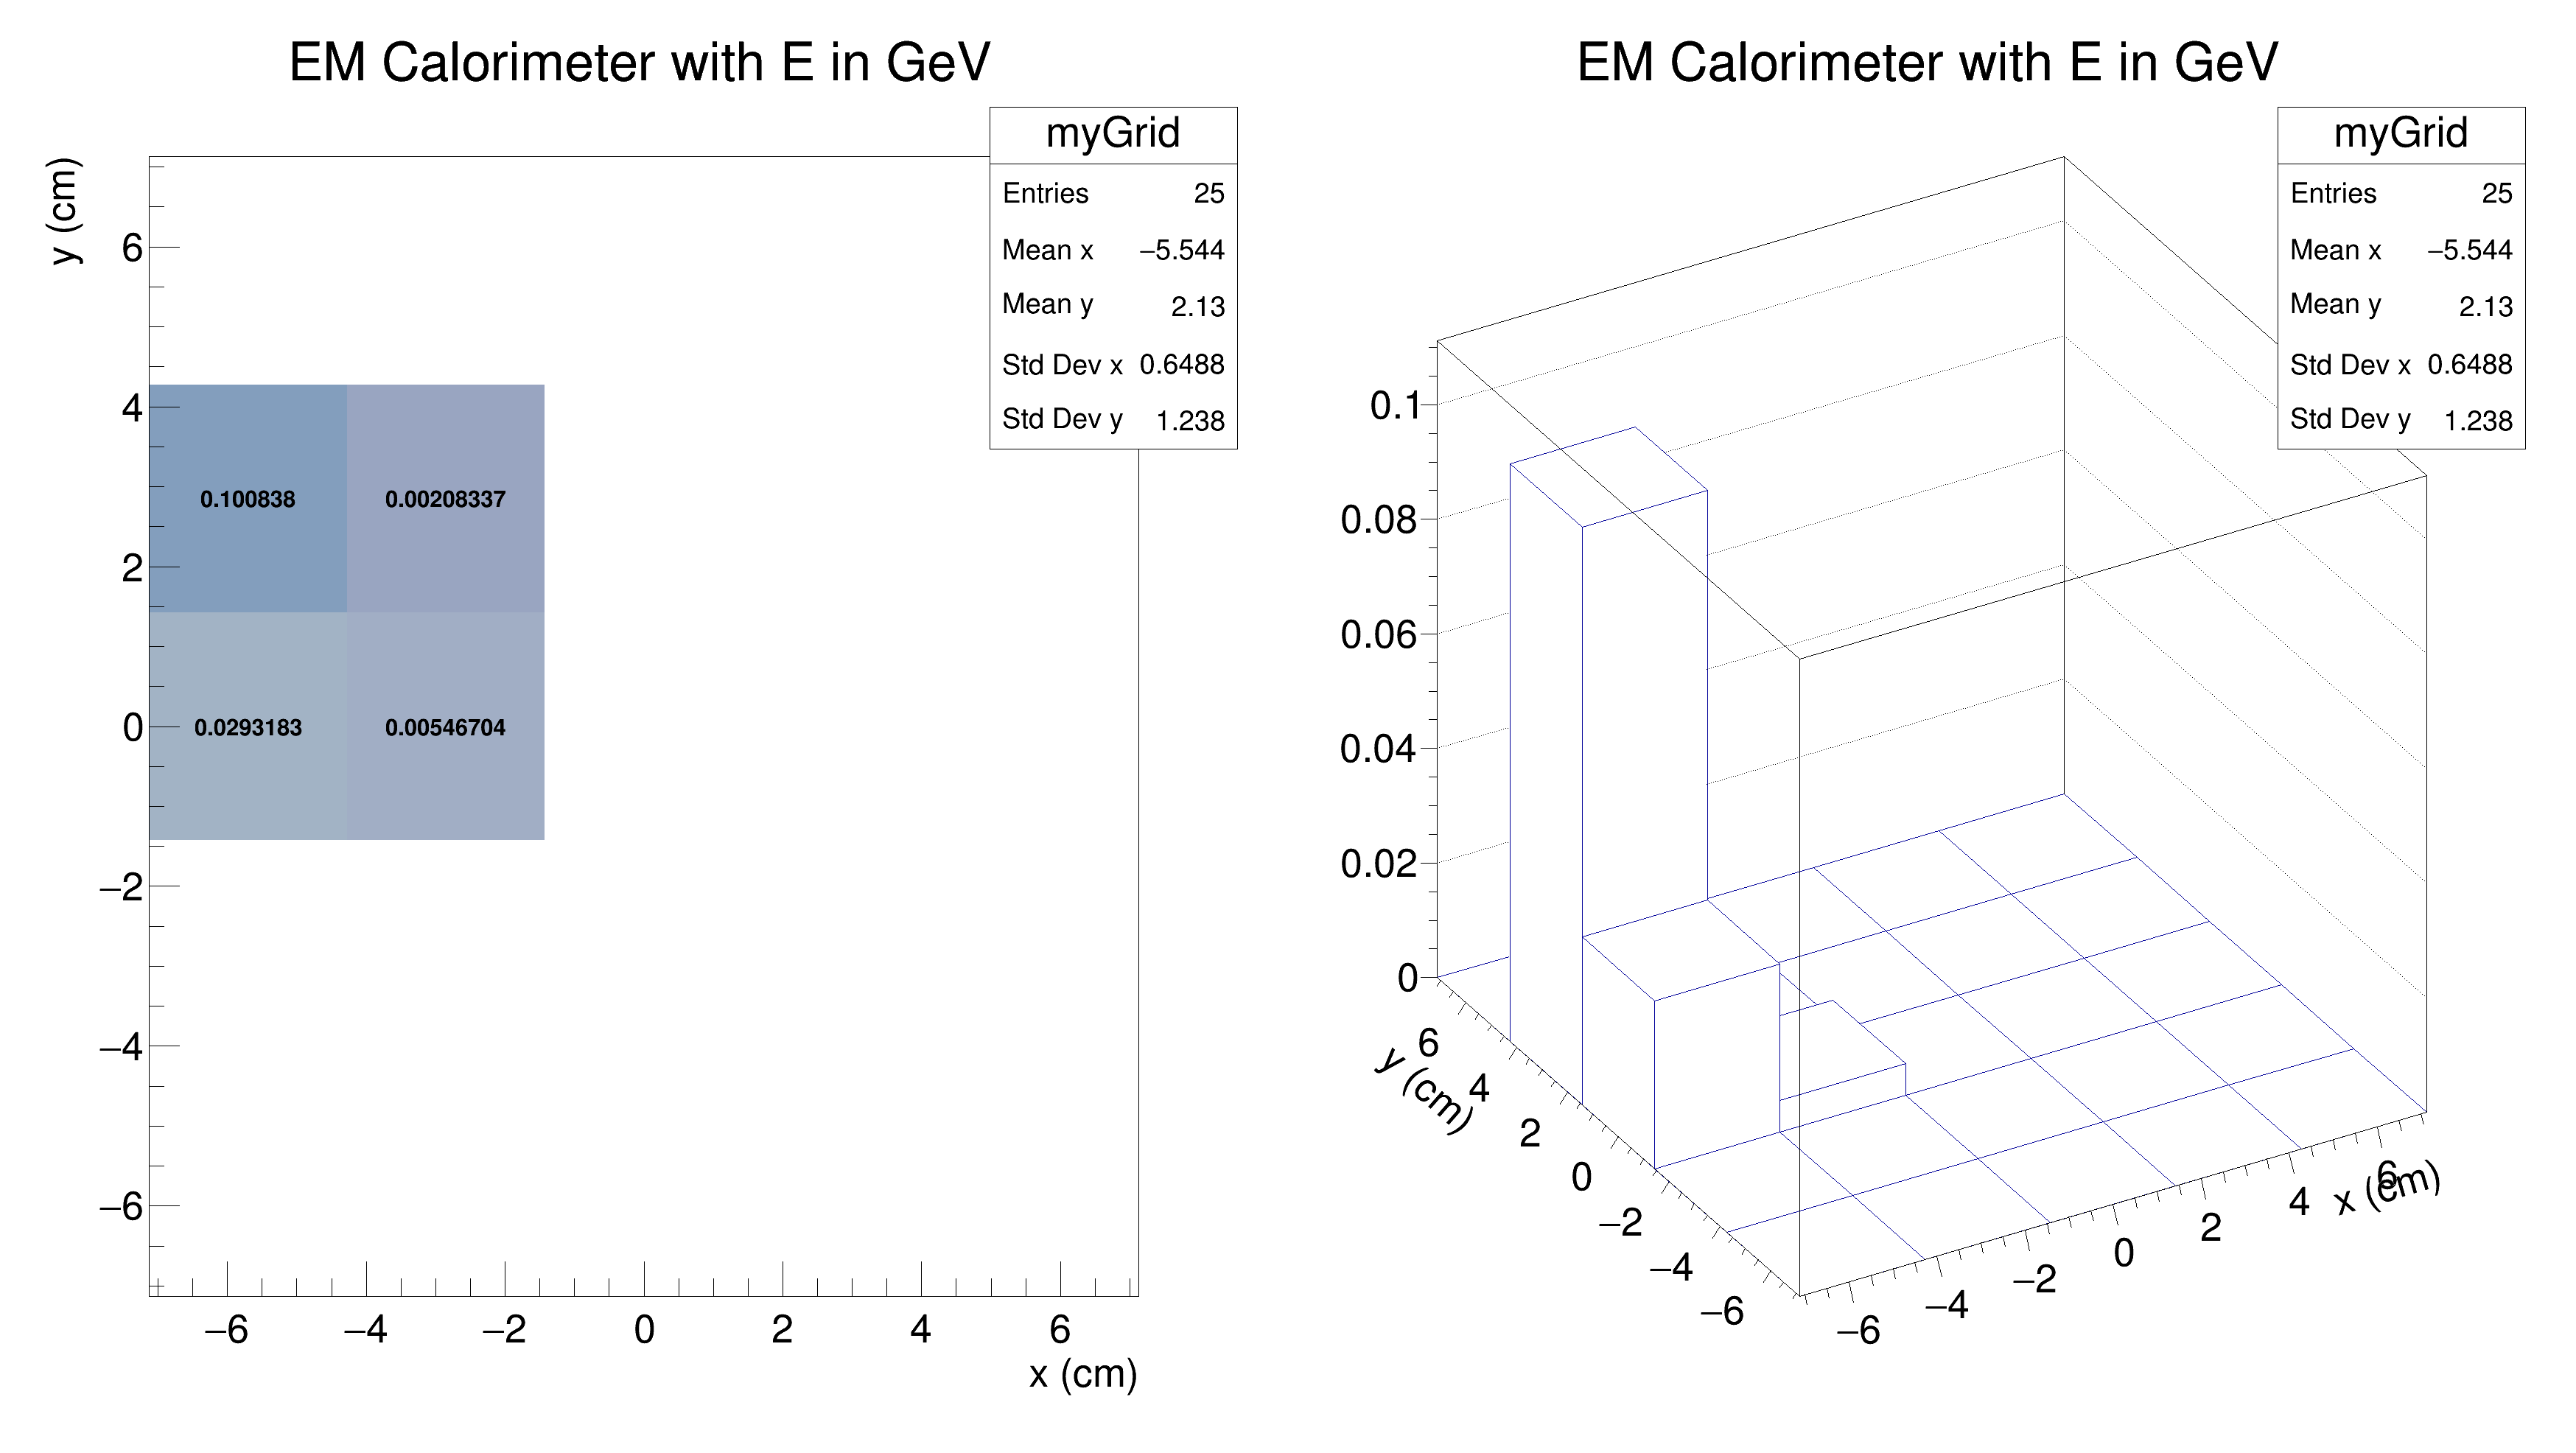 EM Calorimeter with E in GeV
myGrid
Entries 25
Mean x −5.544
Mean y 2.13
Std Dev x 0.6488
Std Dev y 1.238
y (cm)
6
4
2
0
−2
−4
−6
0.100838 0.00208337
0.0293183 0.00546704
−6 −4 −2 0 2 4 6
x (cm)
EM Calorimeter with E in GeV
myGrid
Entries 25
Mean x −5.544
Mean y 2.13
Std Dev x 0.6488
Std Dev y 1.238
0.1
0.08
0.06
0.04
0.02
0
y (cm)
6
4
2
0
−2
−4
−6
−6 −4 −2 0 2 4 6
x (cm)